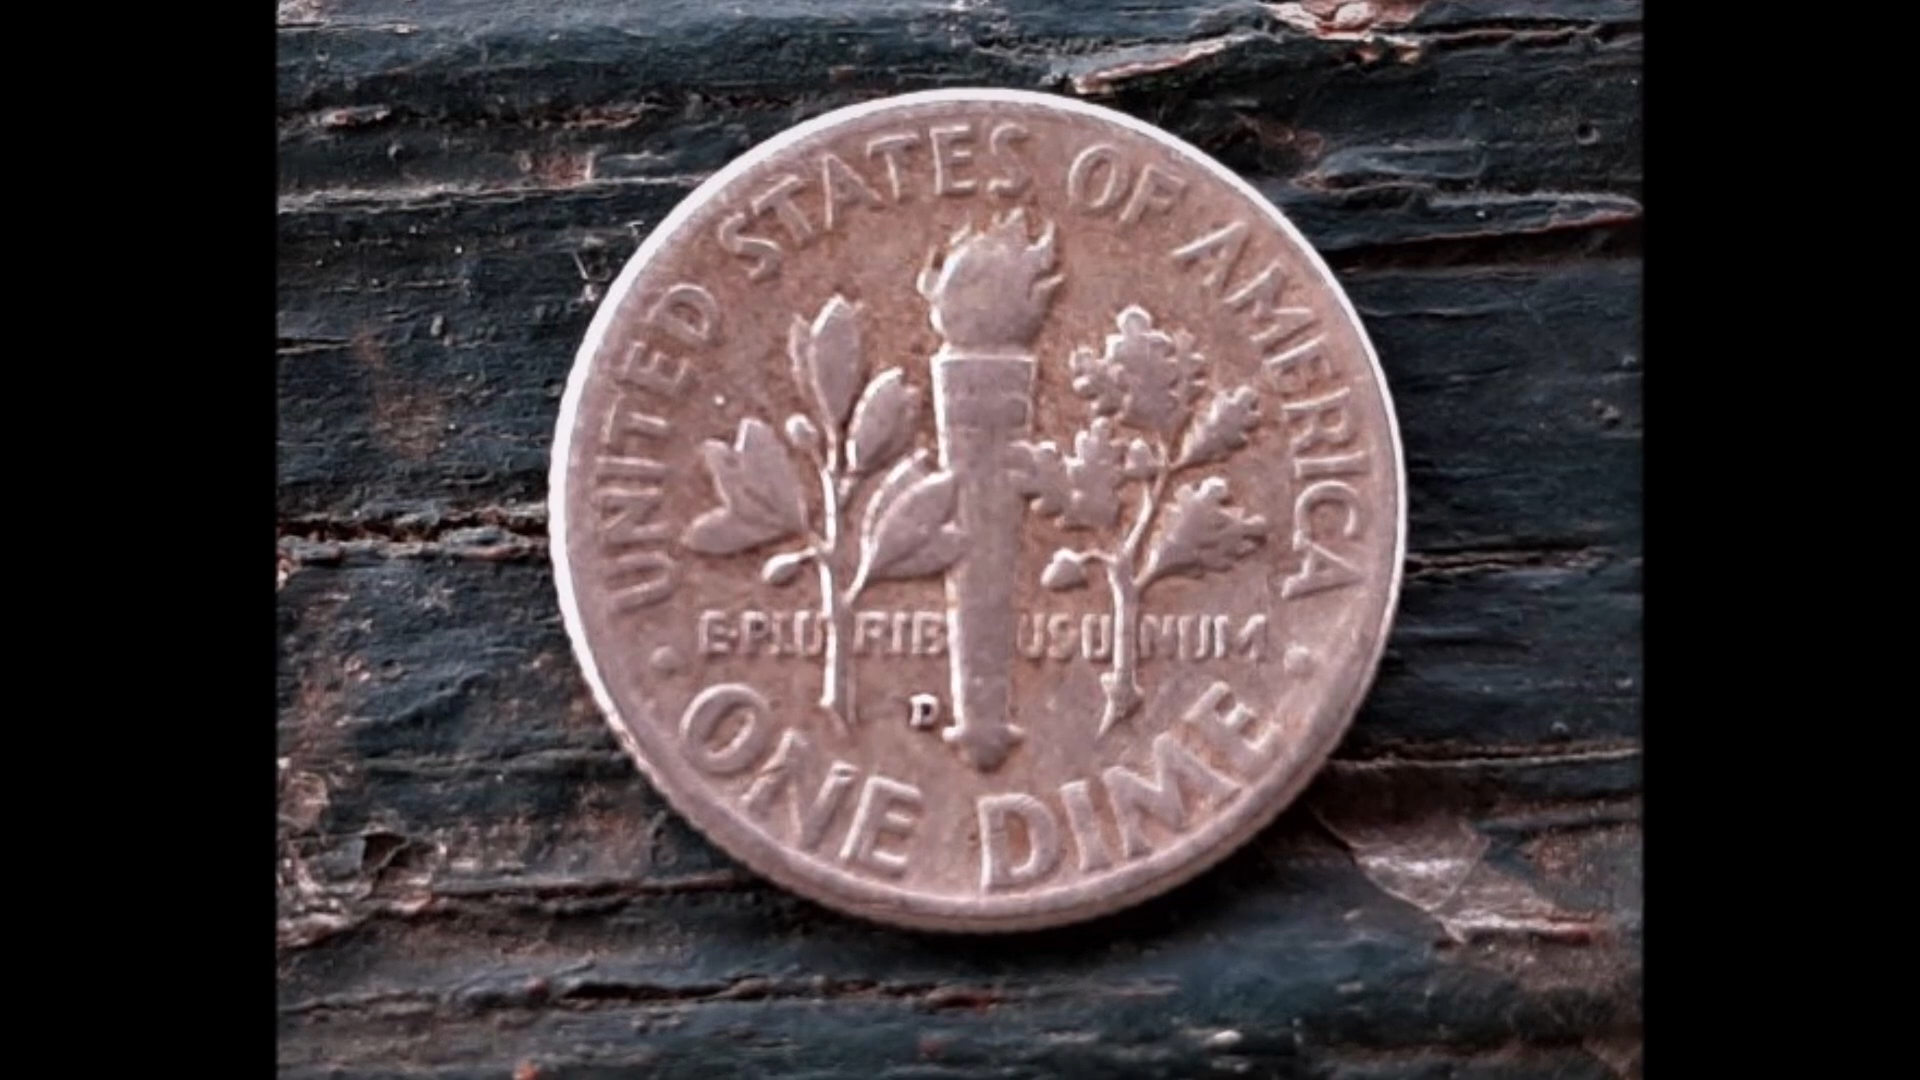 UNITED STATES OF AMERICA
E PLURIBUS UNUM
D
· ONE DIME ·